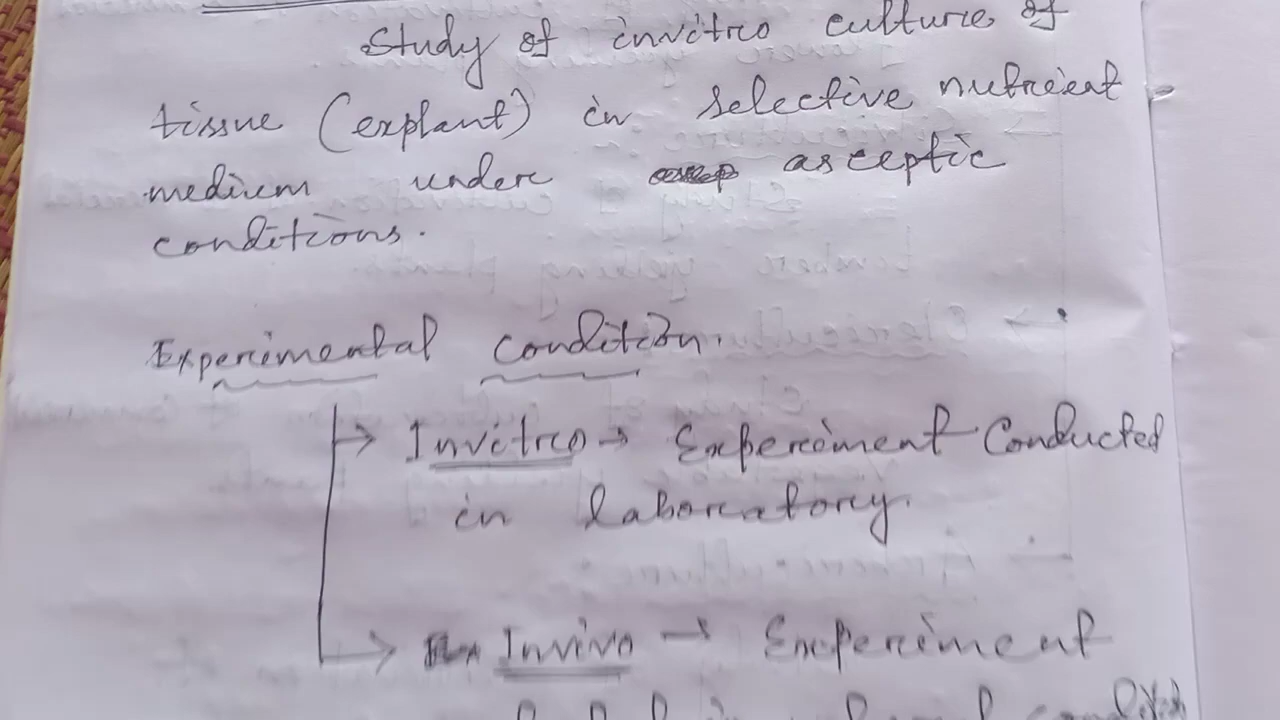 Study of invitro culture of
tissue (explant) in selective nutrient
medium under asceptic
conditions.
Experimental Condition.
→ Invitro → Experiment Conducted
in laboratory.
→ Invivo → Experiment